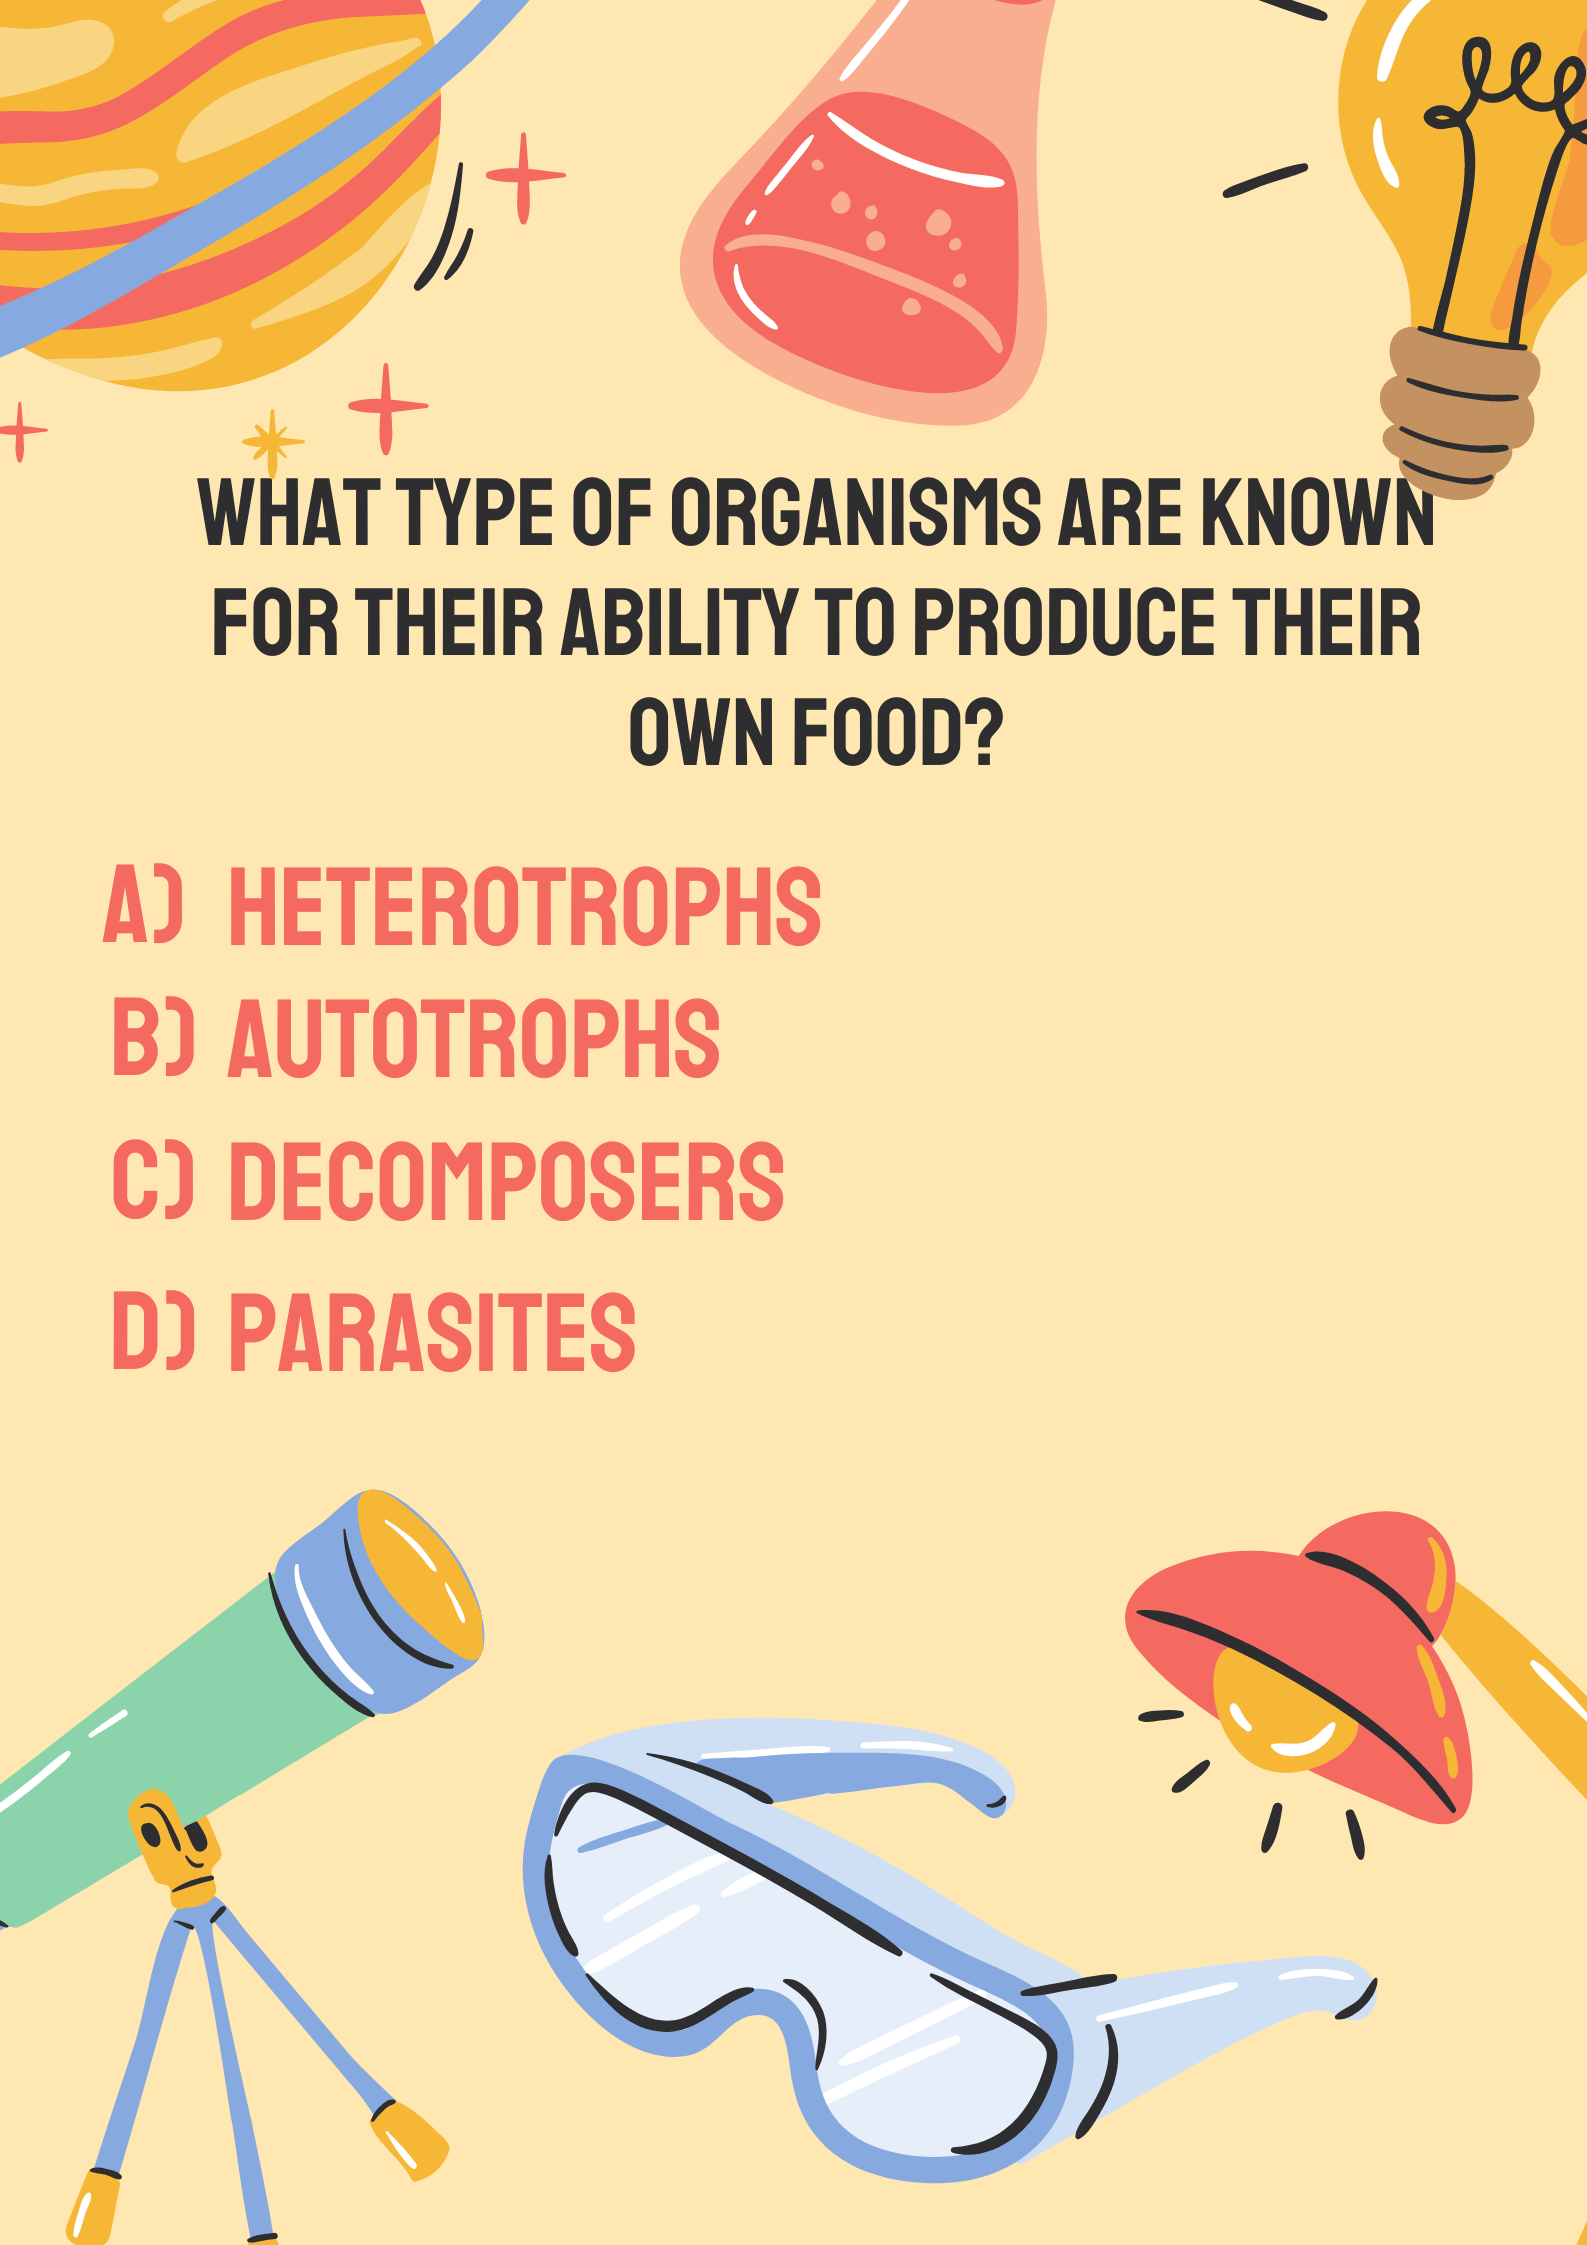 WHAT TYPE OF ORGANISMS ARE KNOWN
FOR THEIR ABILITY TO PRODUCE THEIR
OWN FOOD?
A) HETEROTROPHS
B) AUTOTROPHS
C) DECOMPOSERS
D) PARASITES